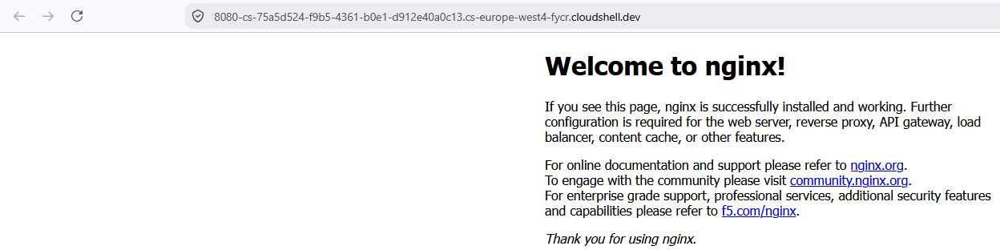 8080-cs-75a5d524-f9b5-4361-b0e1-d912e40a0c13.cs-europe-west4-fycr.cloudshell.dev
Welcome to nginx!
If you see this page, nginx is successfully installed and working. Further
configuration is required for the web server, reverse proxy, API gateway, load
balancer, content cache, or other features.
For online documentation and support please refer to nginx.org.
To engage with the community please visit community.nginx.org.
For enterprise grade support, professional services, additional security features
and capabilities please refer to f5.com/nginx.
Thank you for using nginx.